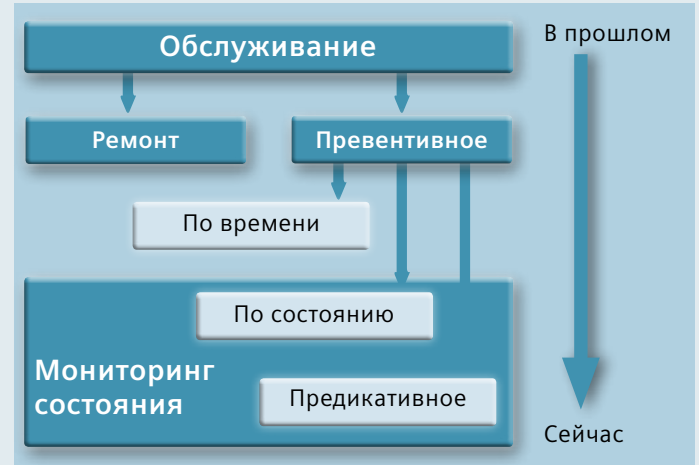 Обслуживание
В прошлом
Ремонт
Превентивное
По времени
По состоянию
Мониторинг
состояния
Предикативное
Сейчас